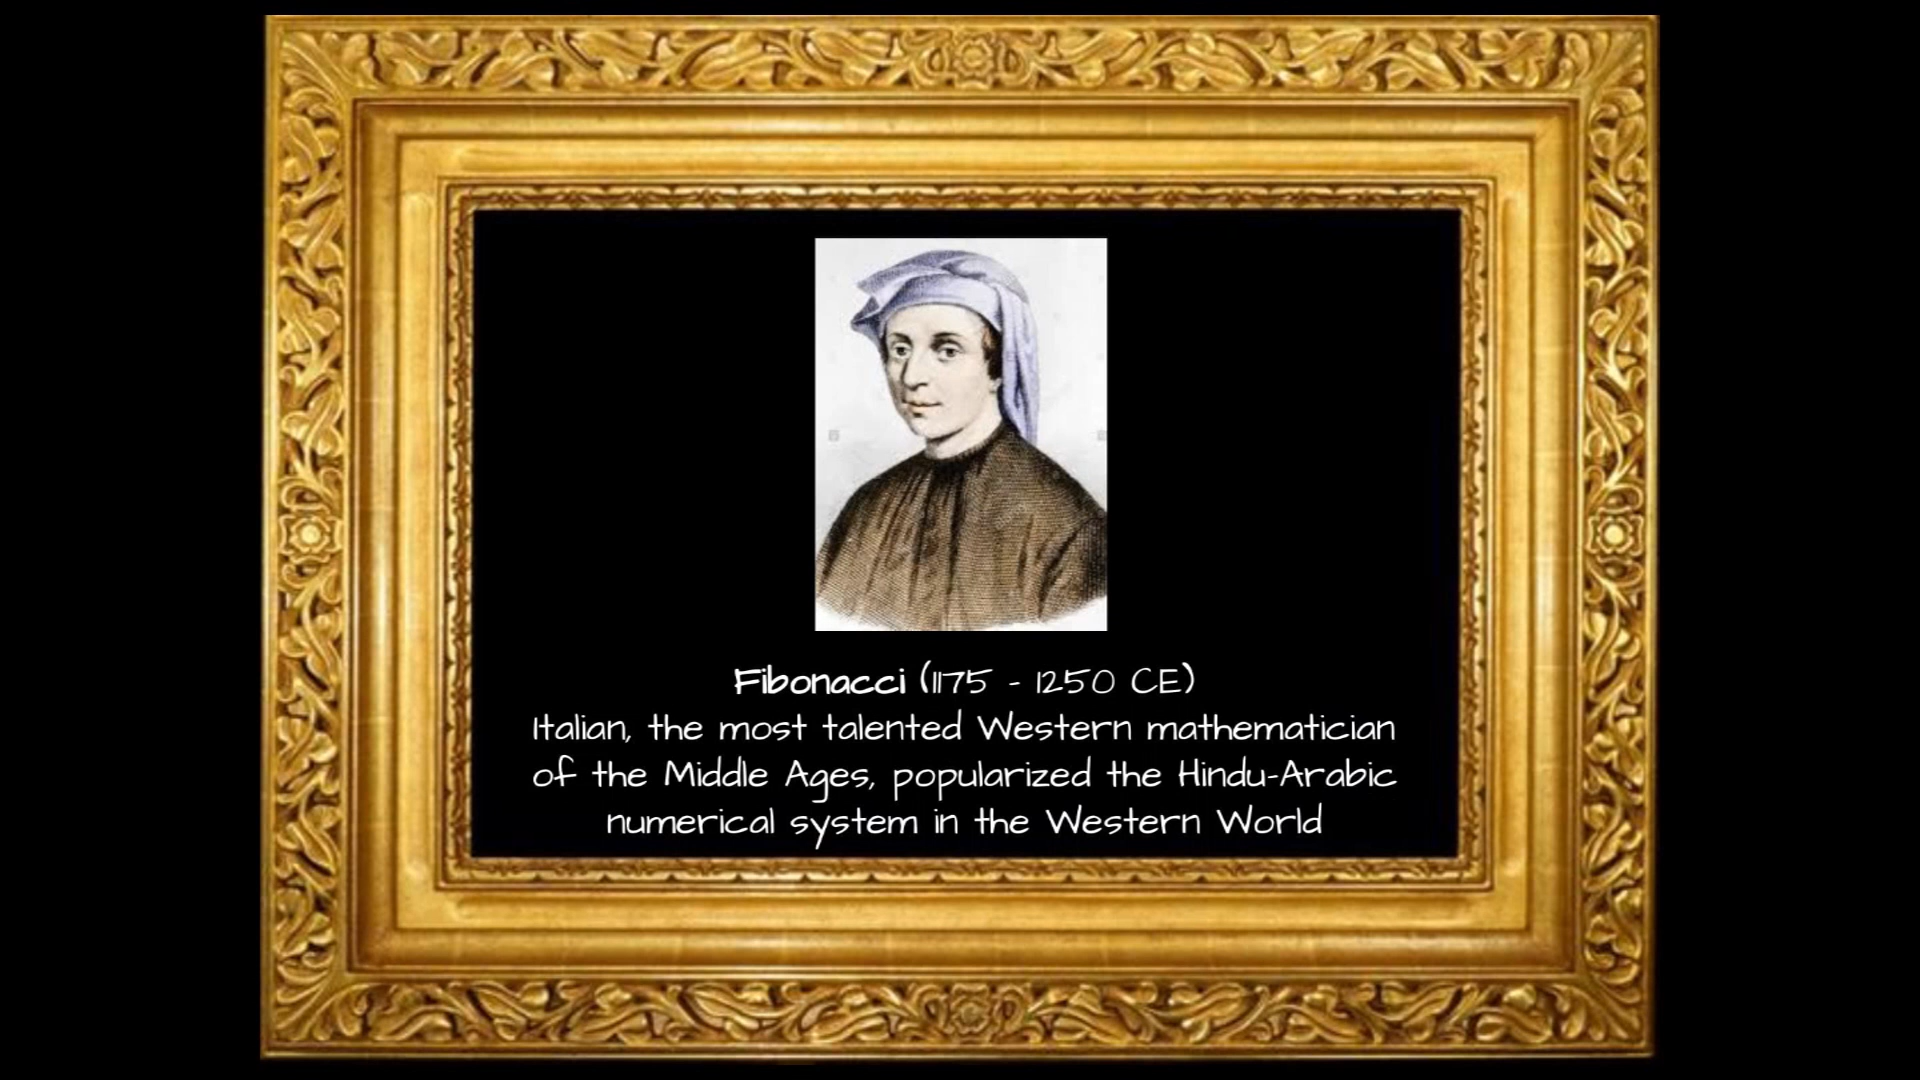 Fibonacci (1175 - 1250 CE)
Italian, the most talented Western mathematician
of the Middle Ages, popularized the Hindu-Arabic
numerical system in the Western World